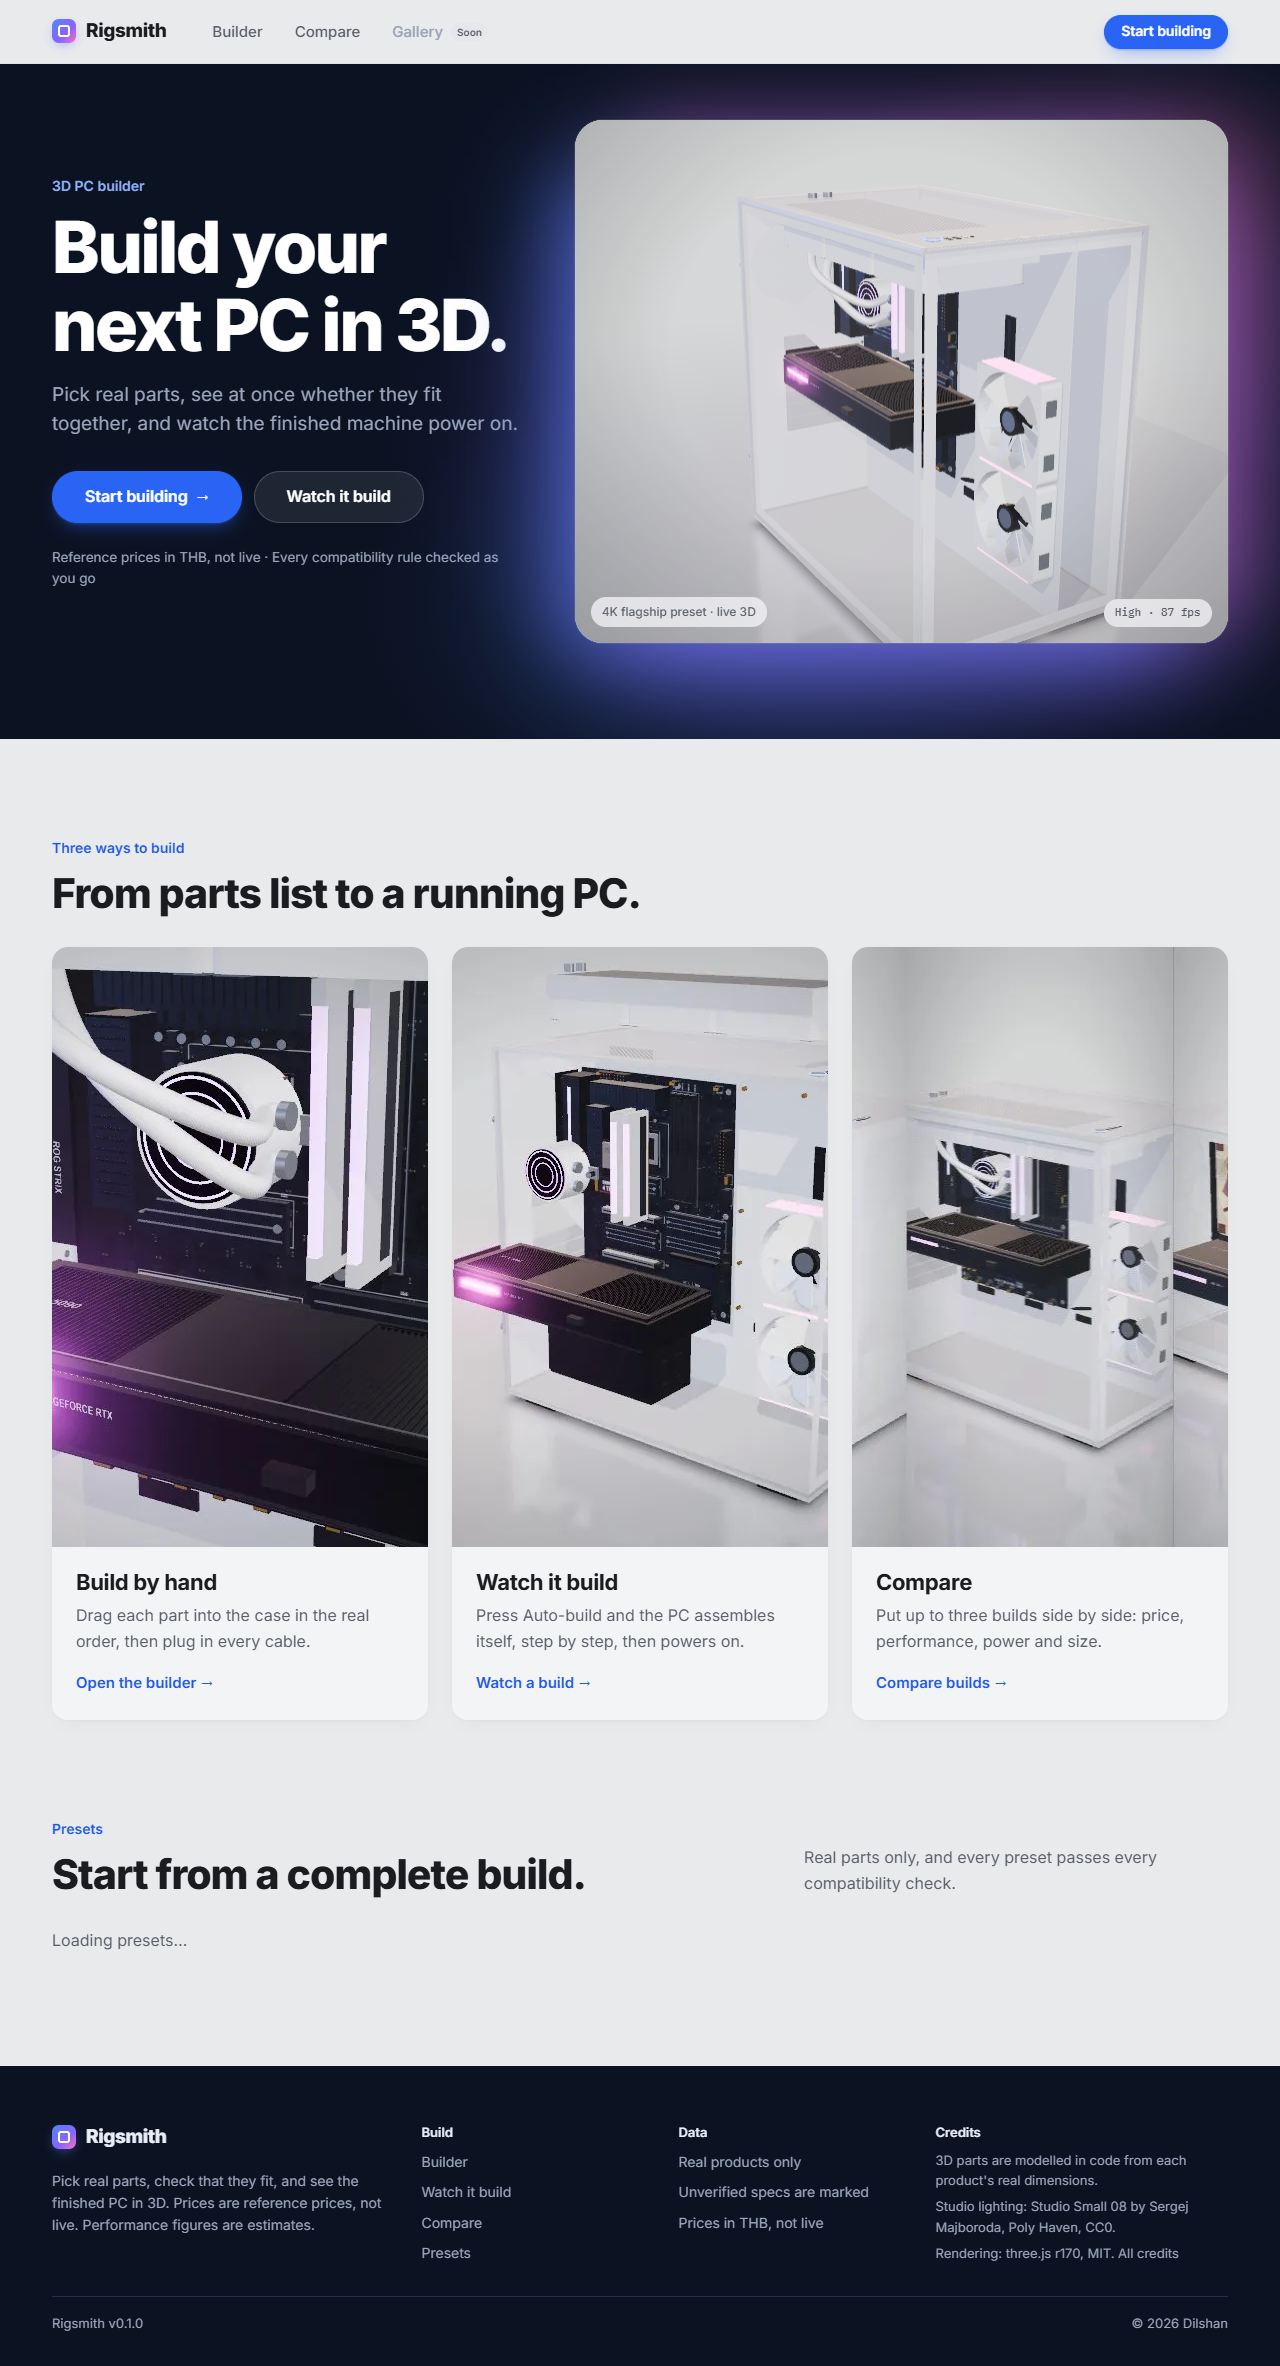 Rigsmith
Builder
Compare
Gallery Soon
Start building
3D PC builder
Build your
next PC in 3D.
Pick real parts, see at once whether they fit
together, and watch the finished machine power on.
Start building →
Watch it build
Reference prices in THB, not live · Every compatibility rule checked as
you go
4K flagship preset · live 3D
High · 87 fps
Three ways to build
From parts list to a running PC.
ROG STRIX
5090
GEFORCE RTX
Build by hand
Drag each part into the case in the real
order, then plug in every cable.
Open the builder →
Watch it build
Press Auto-build and the PC assembles
itself, step by step, then powers on.
Watch a build →
Compare
Put up to three builds side by side: price,
performance, power and size.
Compare builds →
Presets
Start from a complete build.
Real parts only, and every preset passes every
compatibility check.
Loading presets…
Rigsmith
Pick real parts, check that they fit, and see the
finished PC in 3D. Prices are reference prices, not
live. Performance figures are estimates.
Build
Builder
Watch it build
Compare
Presets
Data
Real products only
Unverified specs are marked
Prices in THB, not live
Credits
3D parts are modelled in code from each
product's real dimensions.
Studio lighting: Studio Small 08 by Sergej
Majboroda, Poly Haven, CC0.
Rendering: three.js r170, MIT. All credits
Rigsmith v0.1.0
© 2026 Dilshan